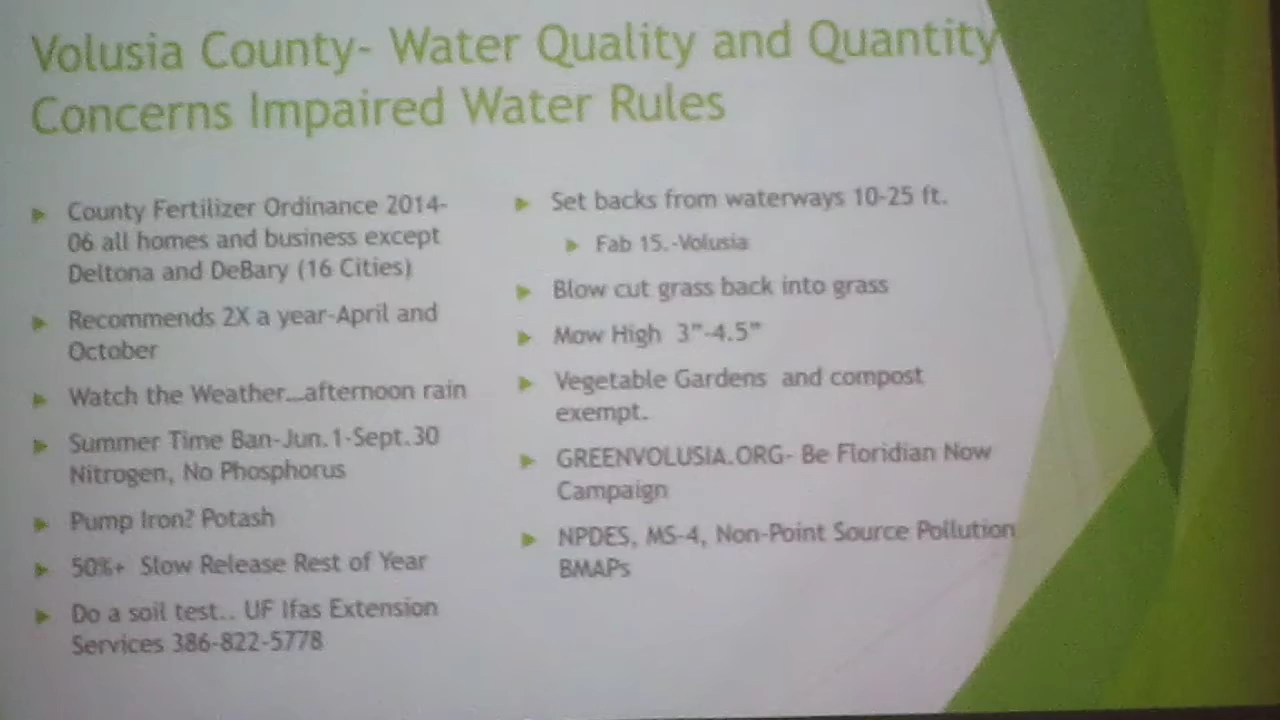 Volusia County- Water Quality and Quantity
Concerns Impaired Water Rules
County Fertilizer Ordinance 2014-
06 all homes and business except
Deltona and DeBary (16 Cities)
Recommends 2X a year-April and
October
Watch the Weather...afternoon rain
Summer Time Ban-Jun.1-Sept.30
Nitrogen, No Phosphorus
Pump Iron? Potash
50%+ Slow Release Rest of Year
Do a soil test.. UF Ifas Extension
Services 386-822-5778
Set backs from waterways 10-25 ft.
Fab 15.-Volusia
Blow cut grass back into grass
Mow High 3"-4.5"
Vegetable Gardens and compost
exempt.
GREENVOLUSIA.ORG- Be Floridian Now
Campaign
NPDES, MS-4, Non-Point Source Pollution
BMAPs